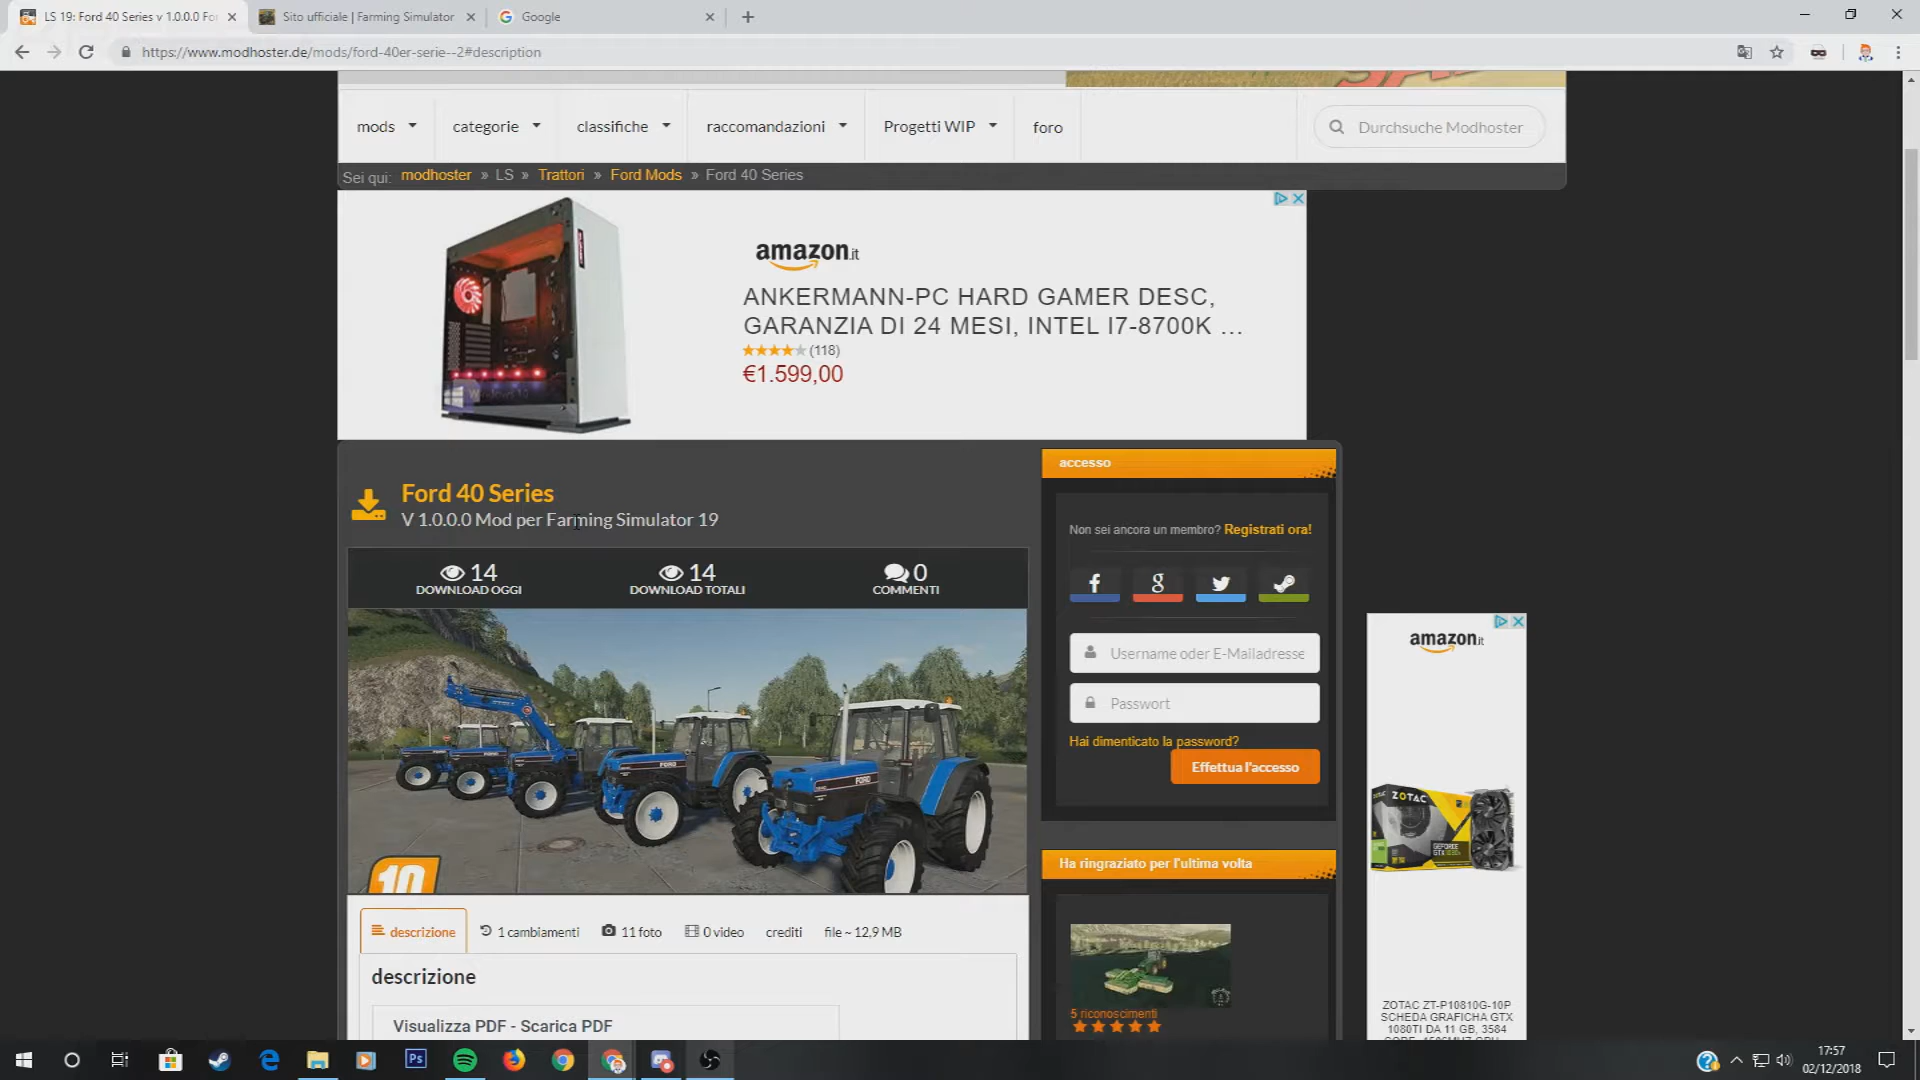 LS 19: Ford 40 Series v 1.0.0.0 For
Sito ufficiale | Farming Simulator
Google
https://www.modhoster.de/mods/ford-40er-serie--2#description
mods
categorie
classifiche
raccomandazioni
Progetti WIP
foro
Durchsuche Modhoster
Sei qui: modhoster » LS » Trattori » Ford Mods » Ford 40 Series
amazon.it
ANKERMANN-PC HARD GAMER DESC,
GARANZIA DI 24 MESI, INTEL I7-8700K ...
(118)
€1.599,00
Ford 40 Series
V 1.0.0.0 Mod per Farming Simulator 19
14
DOWNLOAD OGGI
14
DOWNLOAD TOTALI
0
COMMENTI
FORD
FORD
descrizione
1 cambiamenti
11 foto
0 video
crediti
file ~ 12,9 MB
descrizione
Visualizza PDF - Scarica PDF
accesso
Non sei ancora un membro? Registrati ora!
Username oder E-Mailadresse
Passwort
Hai dimenticato la password?
Effettua l'accesso
Ha ringraziato per l'ultima volta
5 riconoscimenti
amazon.it
ZOTAC
ZOTAC ZT-P10810G-10P
SCHEDA GRAFICHA GTX
1080TI DA 11 GB, 3584
Ps
17:57
02/12/2018